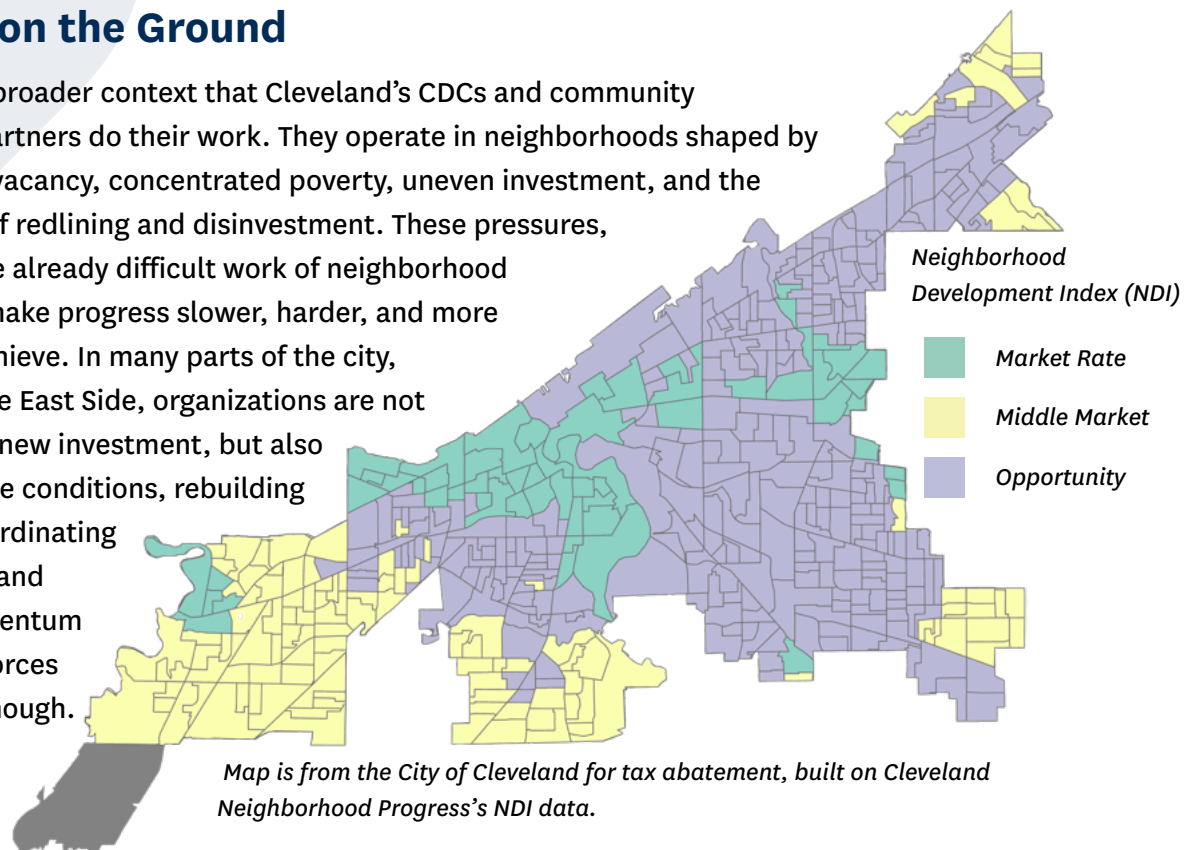 on the Ground
broader context that Cleveland's CDCs and community
artners do their work. They operate in neighborhoods shaped by
vacancy, concentrated poverty, uneven investment, and the
f redlining and disinvestment. These pressures,
e already difficult work of neighborhood
make progress slower, harder, and more
hieve. In many parts of the city,
e East Side, organizations are not
new investment, but also
e conditions, rebuilding
rdinating
and
entum
orces
nough.
Neighborhood
Development Index (NDI)
Market Rate
Middle Market
Opportunity
Map is from the City of Cleveland for tax abatement, built on Cleveland
Neighborhood Progress's NDI data.